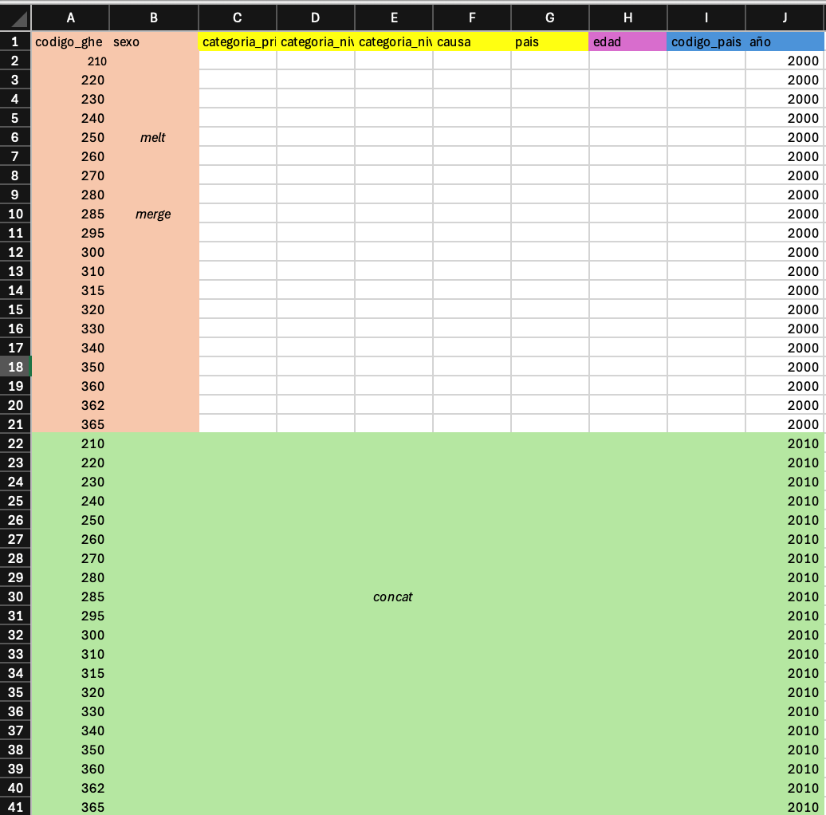 A B C D E F G H I J
1 codigo_ghe sexo categoria_pri categoria_niv categoria_niv causa pais edad codigo_pais año
2 210 2000
3 220 2000
4 230 2000
5 240 2000
6 250 melt 2000
7 260 2000
8 270 2000
9 280 2000
10 285 merge 2000
11 295 2000
12 300 2000
13 310 2000
14 315 2000
15 320 2000
16 330 2000
17 340 2000
18 350 2000
19 360 2000
20 362 2000
21 365 2000
22 210 2010
23 220 2010
24 230 2010
25 240 2010
26 250 2010
27 260 2010
28 270 2010
29 280 2010
30 285 concat 2010
31 295 2010
32 300 2010
33 310 2010
34 315 2010
35 320 2010
36 330 2010
37 340 2010
38 350 2010
39 360 2010
40 362 2010
41 365 2010